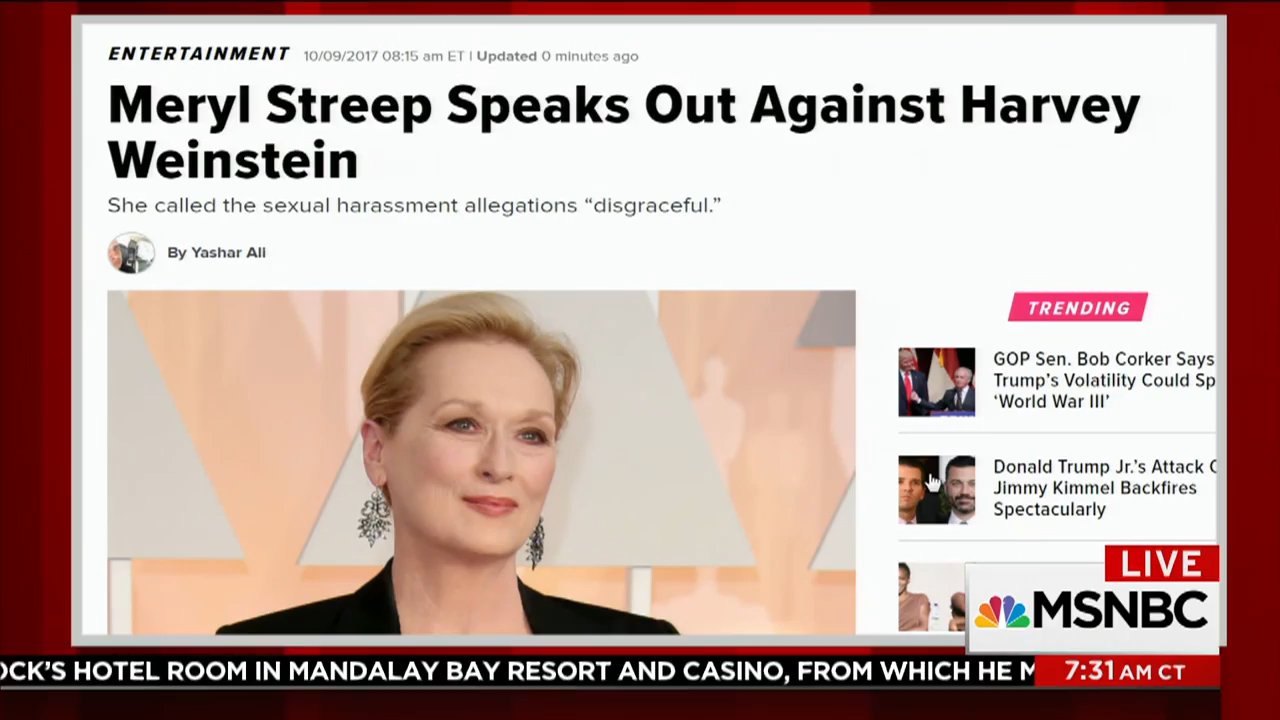 ENTERTAINMENT 10/09/2017 08:15 am ET | Updated 0 minutes ago
Meryl Streep Speaks Out Against Harvey
Weinstein
She called the sexual harassment allegations “disgraceful.”
By Yashar Ali
TRENDING
GOP Sen. Bob Corker Says
Trump’s Volatility Could Sp
‘World War III’
Donald Trump Jr.’s Attack
Jimmy Kimmel Backfires
Spectacularly
LIVE
MSNBC
OCK’S HOTEL ROOM IN MANDALAY BAY RESORT AND CASINO, FROM WHICH HE M
7:31 AM CT